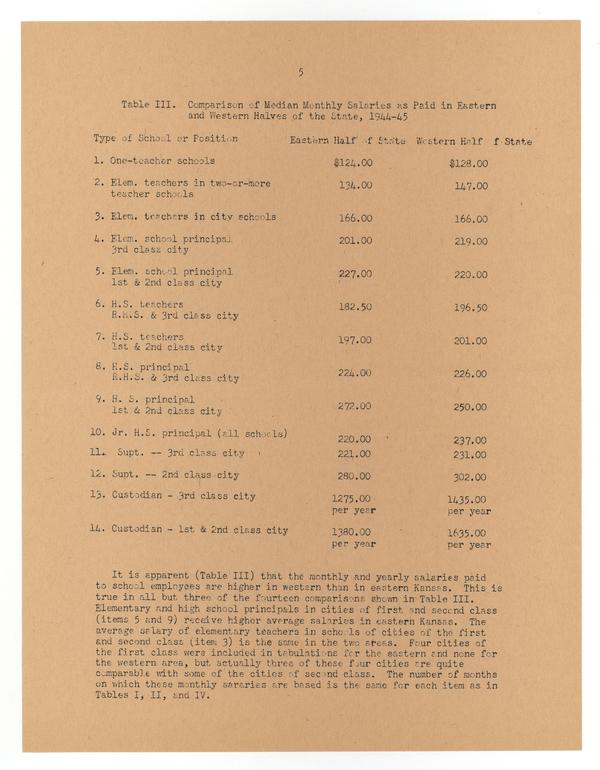 5
Table III. Comparison of Median Monthly Salaries as Paid in Eastern
and Western Halves of the State, 1944-45
Type of School or Position Eastern Half of State Western Half of State
1. One-teacher schools $124.00 $128.00
2. Elem. teachers in two-or-more 134.00 147.00
teacher schools
3. Elem. teachers in city schools 166.00 166.00
4. Elem. school principal 201.00 219.00
3rd class city
5. Elem. school principal 227.00 220.00
1st & 2nd class city
6. H.S. teachers 182.50 196.50
R.H.S. & 3rd class city
7. H.S. teachers 197.00 201.00
1st & 2nd class city
8. H.S. principal 224.00 226.00
R.H.S. & 3rd class city
9. H. S. principal 272.00 250.00
1st & 2nd class city
10. Jr. H.S. principal (all schools) 220.00 237.00
11. Supt. -- 3rd class city 221.00 231.00
12. Supt. -- 2nd class city 280.00 302.00
13. Custodian - 3rd class city 1275.00 1435.00
per year per year
14. Custodian - 1st & 2nd class city 1380.00 1635.00
per year per year
It is apparent (Table III) that the monthly and yearly salaries paid
to school employees are higher in western than in eastern Kansas. This is
true in all but three of the fourteen comparisons shown in Table III.
Elementary and high school principals in cities of first and second class
(items 5 and 9) receive higher average salaries in eastern Kansas. The
average salary of elementary teachers in schools of cities of the first
and second class (item 3) is the same in the two areas. Four cities of
the first class were included in tabulations for the eastern and none for
the western area, but actually three of these four cities are quite
comparable with some of the cities of second class. The number of months
on which these monthly sararies are based is the same for each item as in
Tables I, II, and IV.